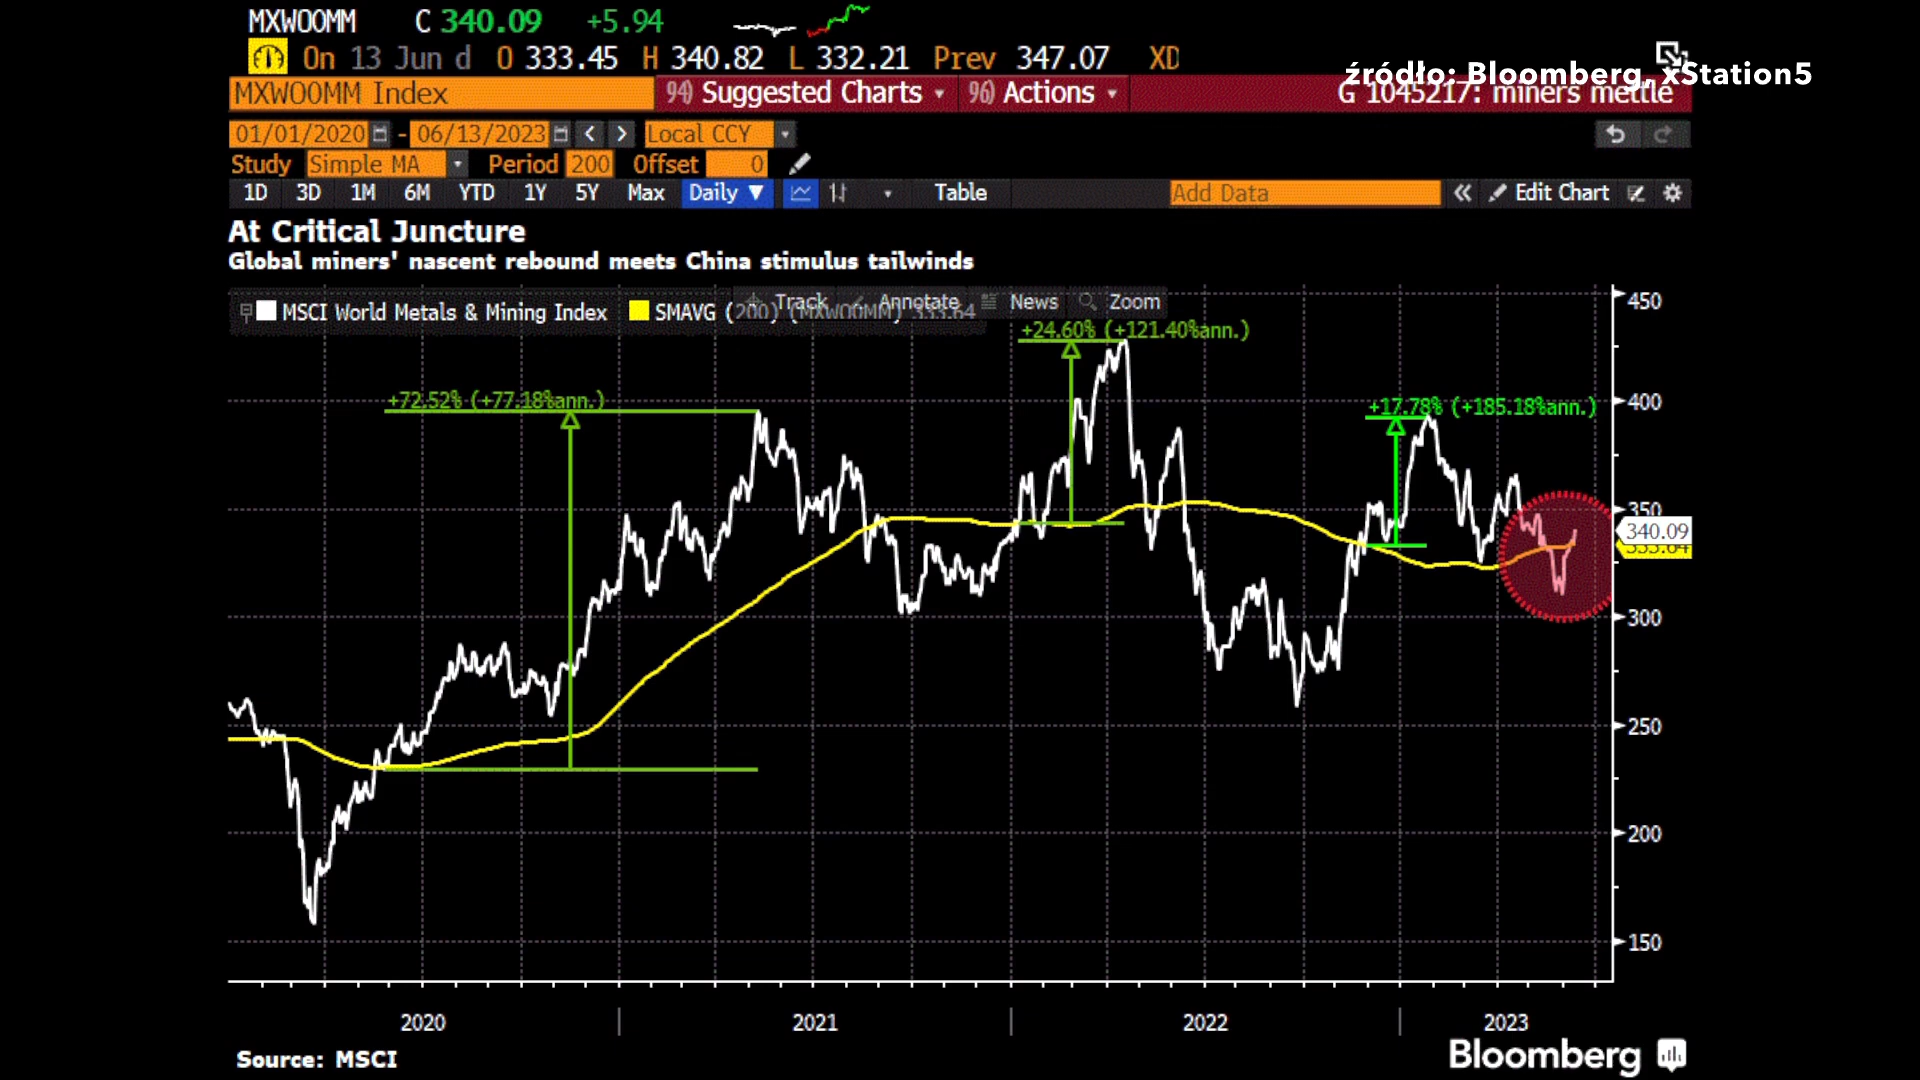 MXWOOMM C 340.09 +5.94
On 13 Jun d O 333.45 H 340.82 L 332.21 Prev 347.07 XD
źródło: Bloomberg, xStation5
MXWOOMM Index 94) Suggested Charts 96) Actions G 1045217: miners mettle
01/01/2020 - 06/13/2023 < > Local CCY
Study Simple MA Period 200 Offset 0
1D 3D 1M 6M YTD 1Y 5Y Max Daily Table Add Data « Edit Chart
At Critical Juncture
Global miners' nascent rebound meets China stimulus tailwinds
Track Annotate News Zoom
MSCI World Metals & Mining Index SMAVG (200) (MXWOOMM) 333.64
+24.60% (+121.40%ann.)
+72.52% (+77.18%ann.)
+17.78% (+185.18%ann.)
450
400
350
340.09
333.64
300
250
200
150
2020 2021 2022 2023
Source: MSCI
Bloomberg